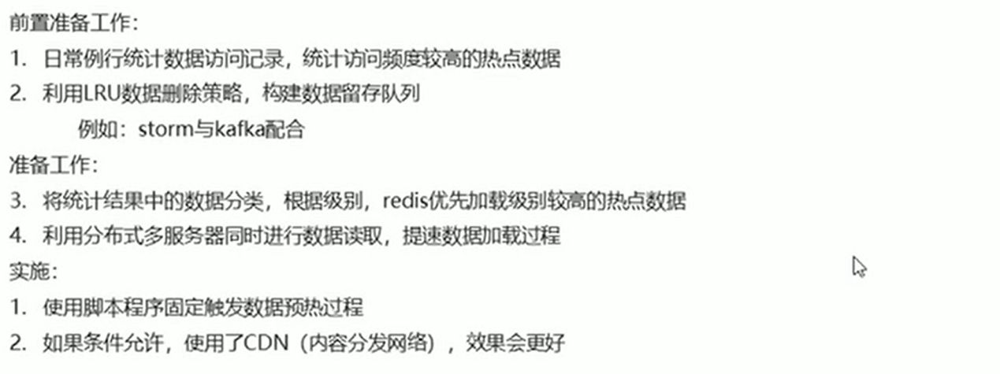 前置准备工作：
1. 日常例行统计数据访问记录，统计访问频度较高的热点数据
2. 利用LRU数据删除策略，构建数据留存队列
例如：storm与kafka配合
准备工作：
3. 将统计结果中的数据分类，根据级别，redis优先加载级别较高的热点数据
4. 利用分布式多服务器同时进行数据读取，提速数据加载过程
实施：
1. 使用脚本程序固定触发数据预热过程
2. 如果条件允许，使用了CDN（内容分发网络），效果会更好